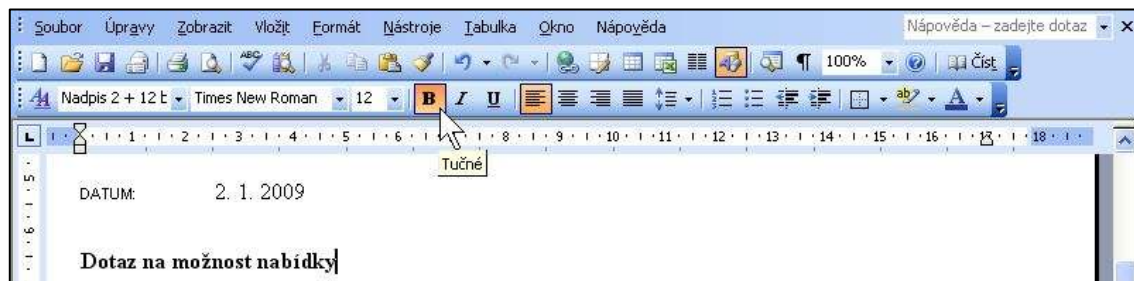 Soubor Úpravy Zobrazit Vložit Formát Nástroje Tabulka Okno Nápověda Nápověda – zadejte dotaz
ABC ¶ 100% Číst
Nadpis 2 + 12 b Times New Roman 12 B I U ab A
L 1 2 3 4 5 6 8 9 10 11 12 13 14 15 16 17 18
Tučné
5
DATUM: 2. 1. 2009
6
Dotaz na možnost nabídky